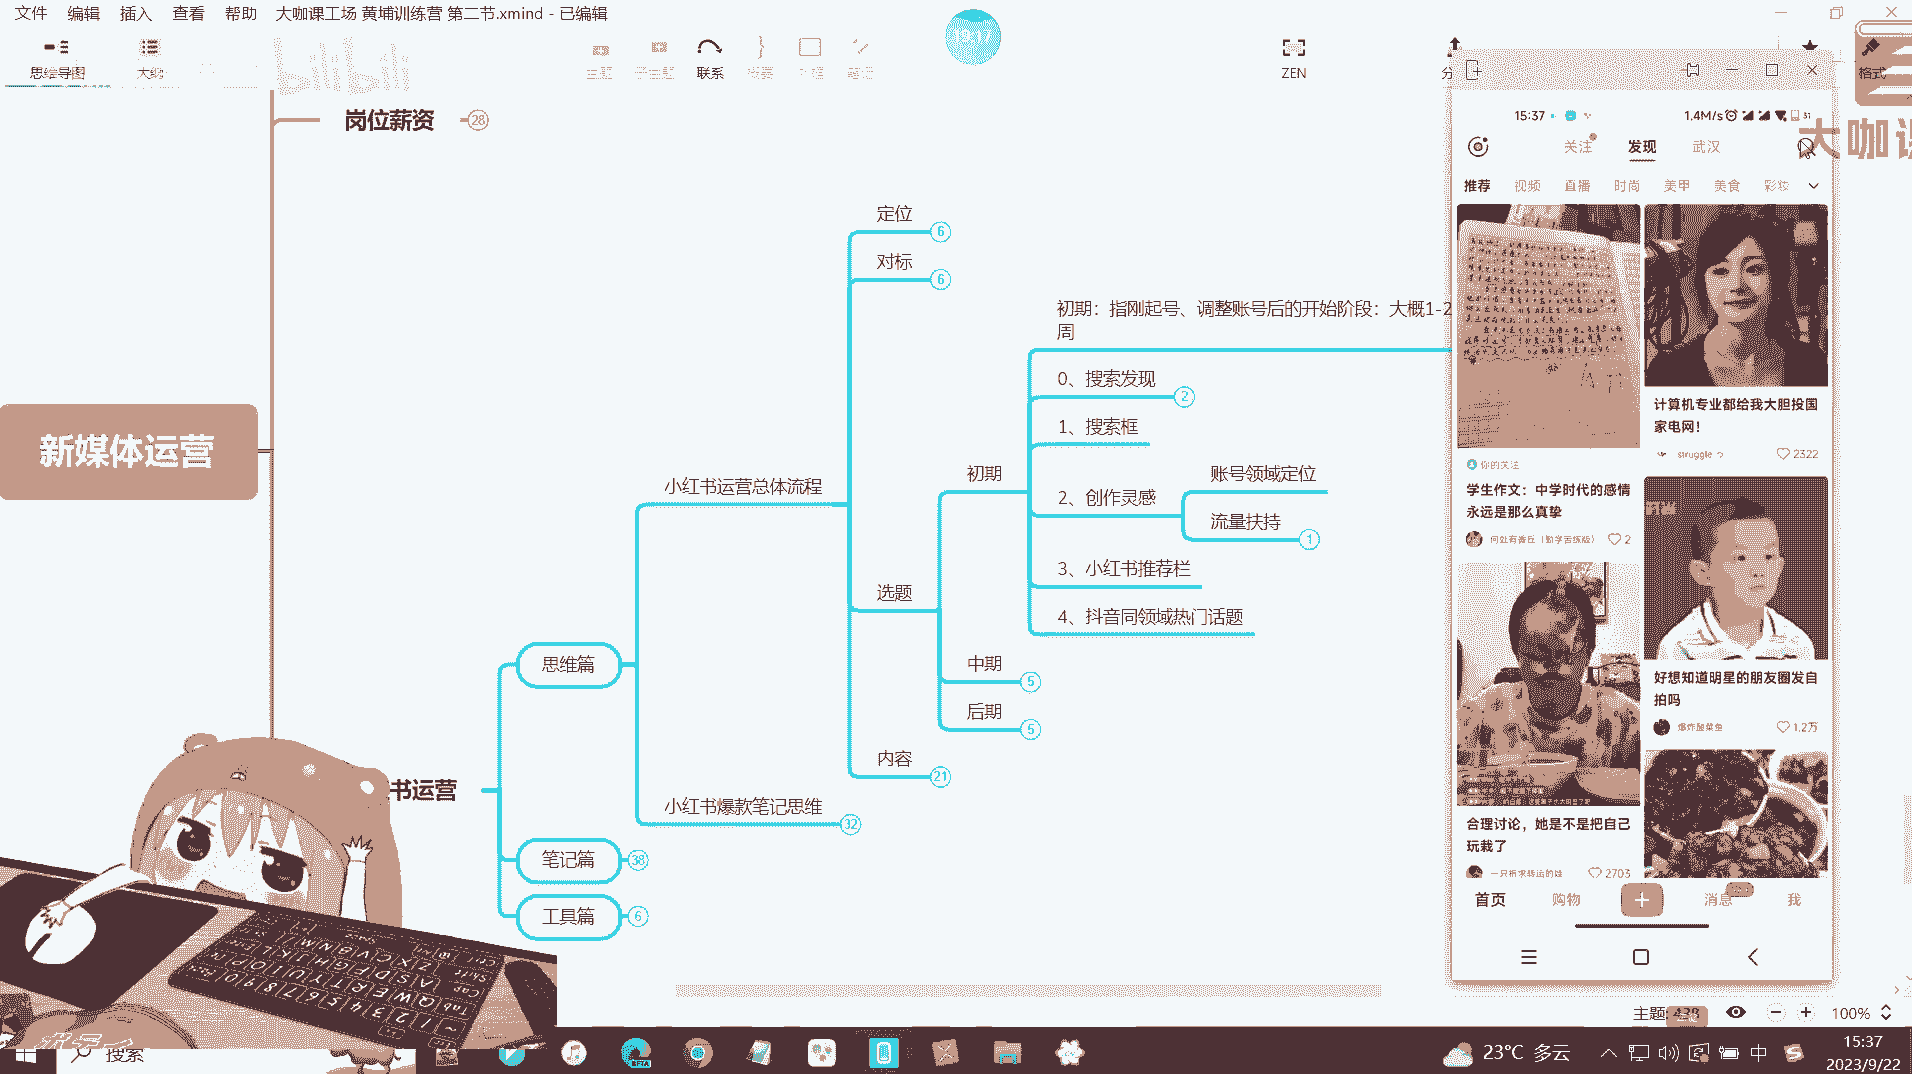 文件 编辑 插入 查看 帮助 大咖课工场 黄埔训练营 第二节.xmind - 已编辑
bilibili
思维导图 大纲
联系
ZEN
格式
大咖课
岗位薪资 28
新媒体运营
书运营
思维篇
笔记篇 38
工具篇 6
小红书运营总体流程
小红书爆款笔记思维 32
定位 6
对标 6
选题
内容 21
初期
中期 5
后期 5
初期：指刚起号、调整账号后的开始阶段：大概1-2
周
0、搜索发现 2
1、搜索框
2、创作灵感
账号领域定位
流量扶持 1
3、小红书推荐栏
4、抖音同领域热门话题
15:37 1.4M/s 31
关注 发现 武汉
推荐 视频 直播 时尚 美甲 美食 彩妆
计算机专业都给我大胆投国
家电网！
struggle 2322
你的关注
学生作文：中学时代的感情
永远是那么真挚
2
好想知道明星的朋友圈发自
拍吗
爆炸酸菜鱼 1.2万
合理讨论，她是不是把自己
玩栽了
2703
首页 购物 消息 我
主题: 438 100%
搜索
BETA
23°C 多云
中
15:37
2023/9/22